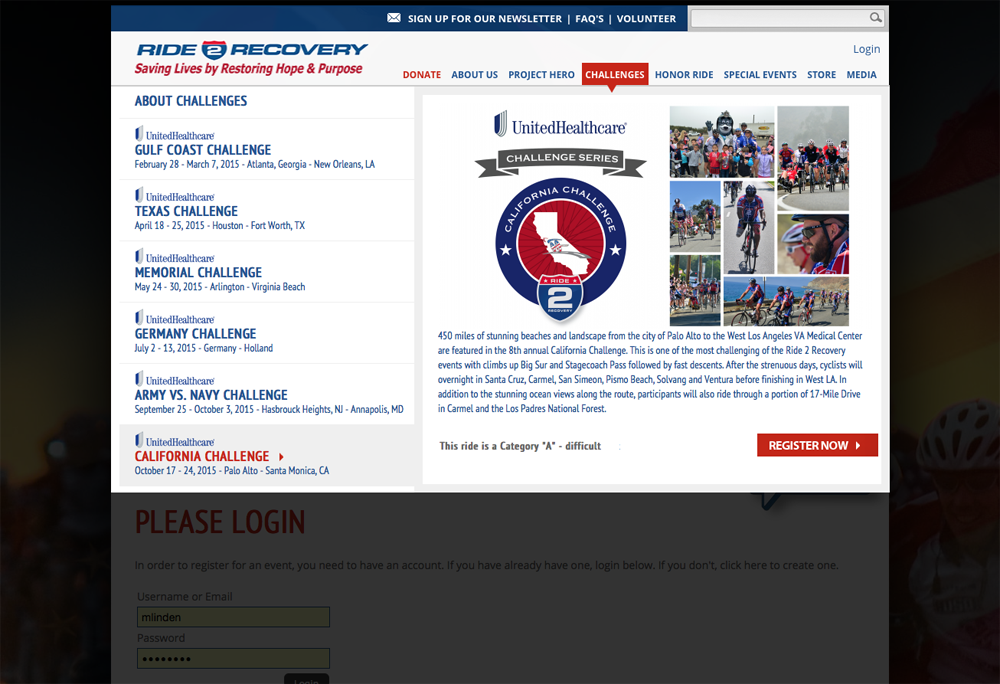 SIGN UP FOR OUR NEWSLETTER | FAQ'S | VOLUNTEER
RIDE 2 RECOVERY
Saving Lives by Restoring Hope & Purpose
Login
DONATE ABOUT US PROJECT HERO CHALLENGES HONOR RIDE SPECIAL EVENTS STORE MEDIA
ABOUT CHALLENGES
UnitedHealthcare
GULF COAST CHALLENGE
February 28 - March 7, 2015 - Atlanta, Georgia - New Orleans, LA
UnitedHealthcare
TEXAS CHALLENGE
April 18 - 25, 2015 - Houston - Fort Worth, TX
UnitedHealthcare
MEMORIAL CHALLENGE
May 24 - 30, 2015 - Arlington - Virginia Beach
UnitedHealthcare
GERMANY CHALLENGE
July 2 - 13, 2015 - Germany - Holland
UnitedHealthcare
ARMY VS. NAVY CHALLENGE
September 25 - October 3, 2015 - Hasbrouck Heights, NJ - Annapolis, MD
UnitedHealthcare
CALIFORNIA CHALLENGE
October 17 - 24, 2015 - Palo Alto - Santa Monica, CA
UnitedHealthcare
CHALLENGE SERIES
CALIFORNIA CHALLENGE
RIDE
2
RECOVERY
450 miles of stunning beaches and landscape from the city of Palo Alto to the West Los Angeles VA Medical Center
are featured in the 8th annual California Challenge. This is one of the most challenging of the Ride 2 Recovery
events with climbs up Big Sur and Stagecoach Pass followed by fast descents. After the strenuous days, cyclists will
overnight in Santa Cruz, Carmel, San Simeon, Pismo Beach, Solvang and Ventura before finishing in West LA. In
addition to the stunning ocean views along the route, participants will also ride through a portion of 17-Mile Drive
in Carmel and the Los Padres National Forest.
This ride is a Category "A" - difficult
REGISTER NOW
PLEASE LOGIN
In order to register for an event, you need to have an account. If you have already have one, login below. If you don't, click here to create one.
Username or Email
mlinden
Password
Login